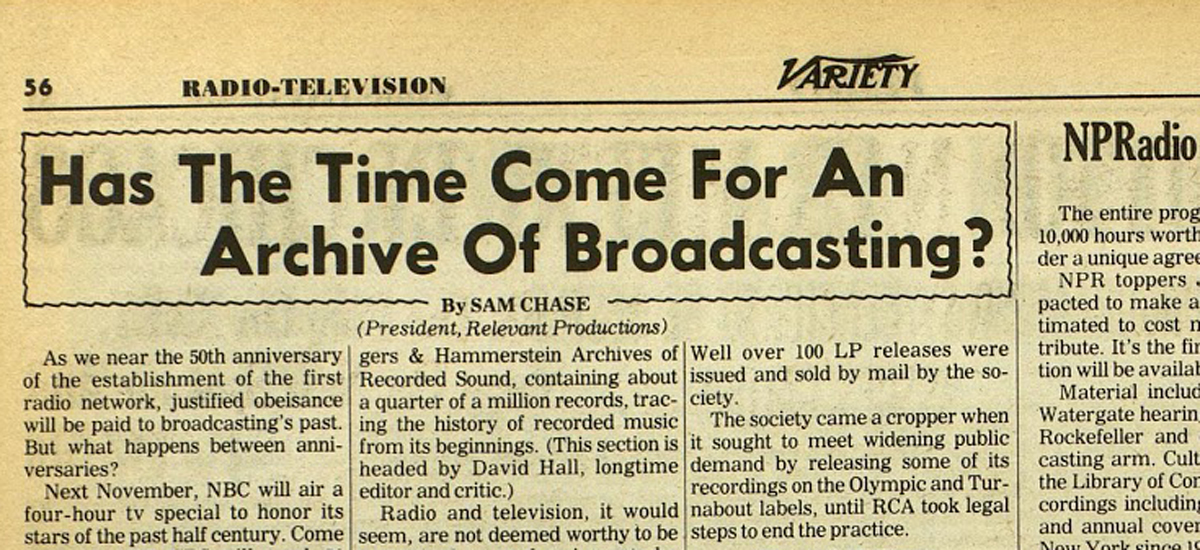 56
RADIO-TELEVISION
VARIETY
Has The Time Come For An
Archive Of Broadcasting?
By SAM CHASE
(President, Relevant Productions)
As we near the 50th anniversary
of the establishment of the first
radio network, justified obeisance
will be paid to broadcasting's past.
But what happens between anni-
versaries?
Next November, NBC will air a
four-hour tv special to honor its
stars of the past half century. Come
gers & Hammerstein Archives of
Recorded Sound, containing about
a quarter of a million records, trac-
ing the history of recorded music
from its beginnings. (This section is
headed by David Hall, longtime
editor and critic.)
Radio and television, it would
seem, are not deemed worthy to be
Well over 100 LP releases were
issued and sold by mail by the so-
ciety.
The society came a cropper when
it sought to meet widening public
demand by releasing some of its
recordings on the Olympic and Tur-
nabout labels, until RCA took legal
steps to end the practice.
NPRadio
The entire prog
10,000 hours worth
der a unique agree
NPR toppers
pacted to make a
timated to cost
tribute. It's the fir
tion will be availab
Material includ
Watergate hearin
Rockefeller and
casting arm. Cult
the Library of Con
cordings including
and annual cover
New York since 19